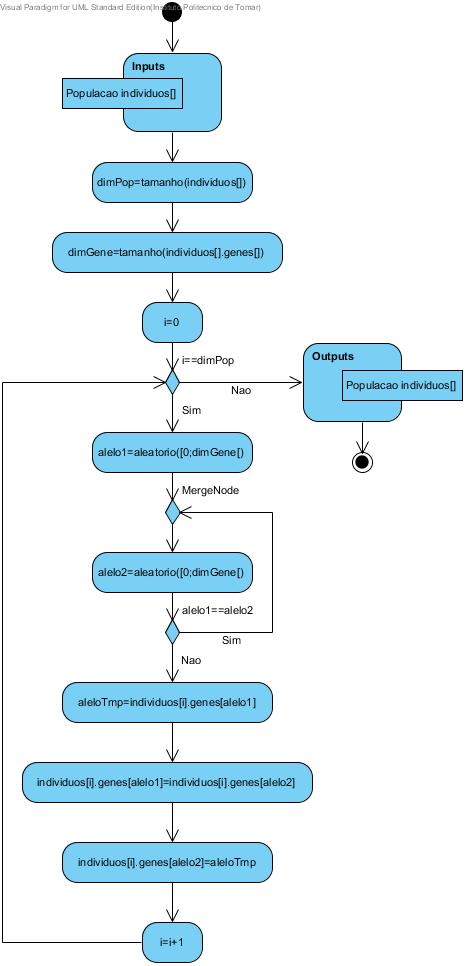 Visual Paradigm for UML Standard Edition(Instituto Politecnico de Tomar)
Inputs
Populacao individuos[]
dimPop=tamanho(individuos[])
dimGene=tamanho(individuos[].genes[])
i=0
i==dimPop
Nao
Sim
Outputs
Populacao individuos[]
alelo1=aleatorio([0;dimGene[)
MergeNode
alelo2=aleatorio([0;dimGene[)
alelo1==alelo2
Sim
Nao
aleloTmp=individuos[i].genes[alelo1]
individuos[i].genes[alelo1]=individuos[i].genes[alelo2]
individuos[i].genes[alelo2]=aleloTmp
i=i+1